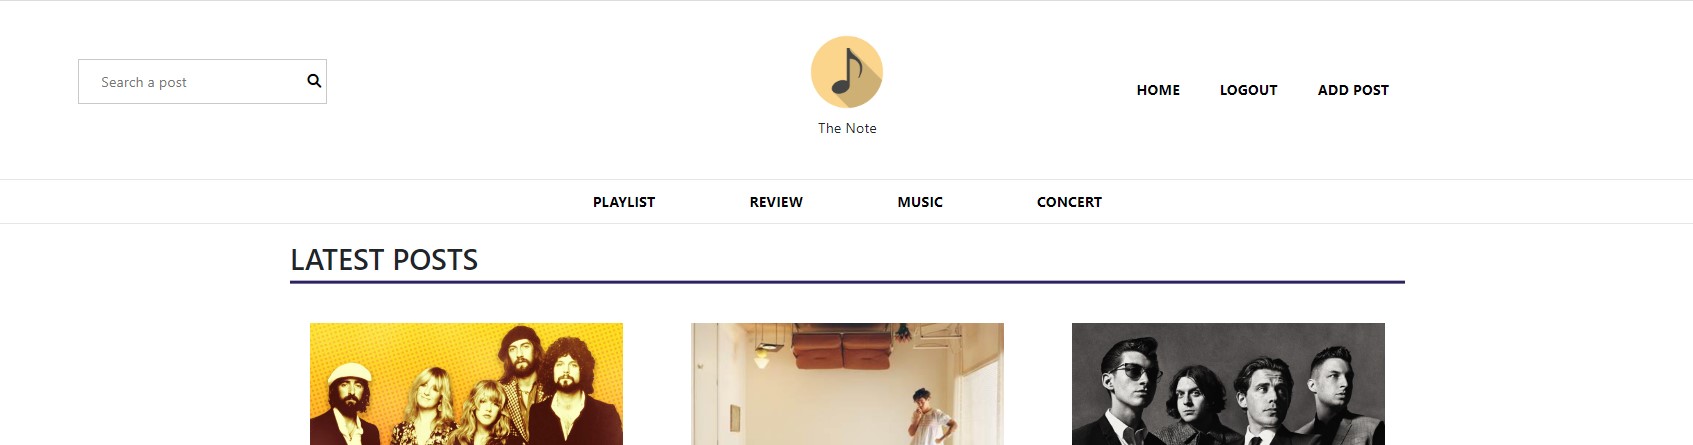 Search a post
The Note
HOME LOGOUT ADD POST
PLAYLIST REVIEW MUSIC CONCERT
LATEST POSTS